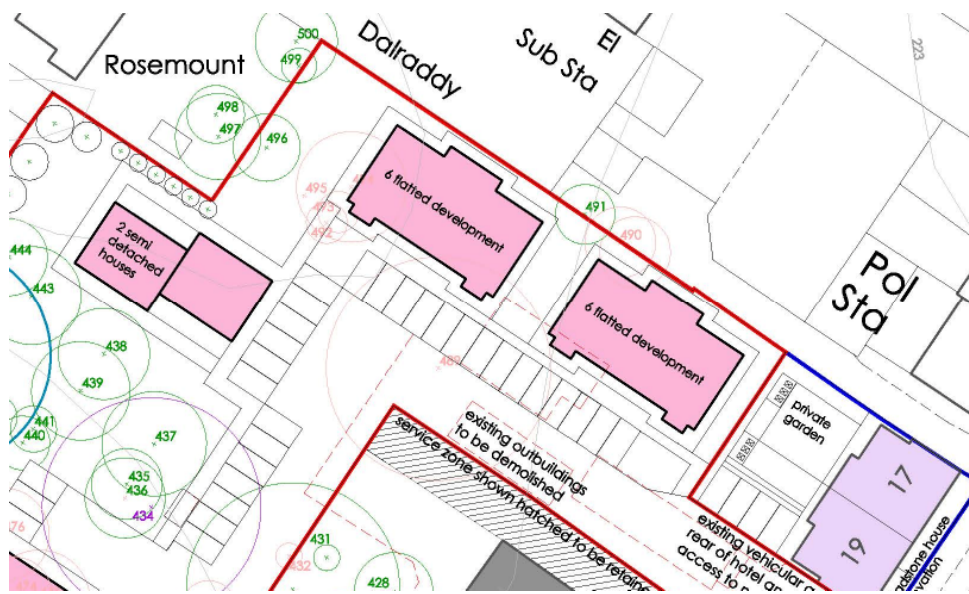 500
499
Rosemount
Dalraddy
El
Sub Sta
223
498
497
496
495
493
492
6 flatted development
491
490
6 flatted development
Pol
Sta
2 semi
detached
houses
444
443
438
439
441
440
437
435
436
434
489
existing outbuildings
to be demolished
service zone shown hatched to be
private
garden
17
19
existing vehicular
rear of hotel
access to
431
432
428